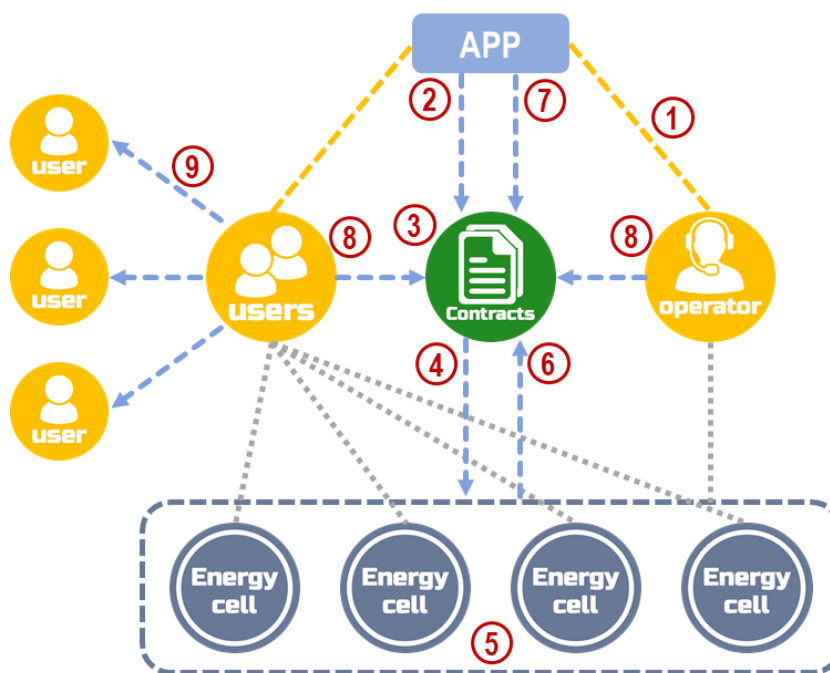 APP
2
7
1
user
9
3
8
8
users
Contracts
operator
user
4
6
user
Energy
cell
Energy
cell
Energy
cell
Energy
cell
5